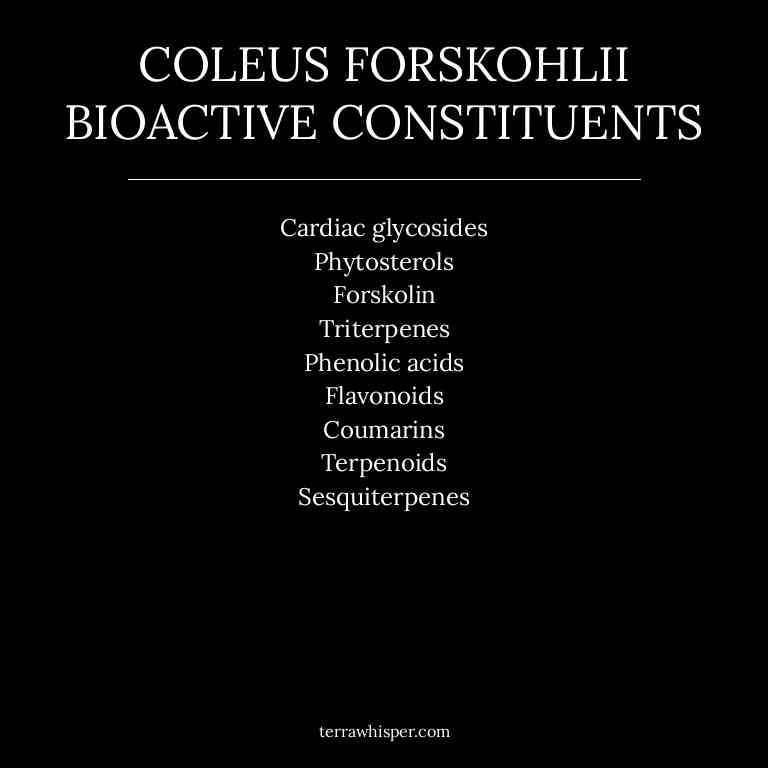 COLEUS FORSKOHLII
BIOACTIVE CONSTITUENTS
Cardiac glycosides
Phytosterols
Forskolin
Triterpenes
Phenolic acids
Flavonoids
Coumarins
Terpenoids
Sesquiterpenes
terrawhisper.com